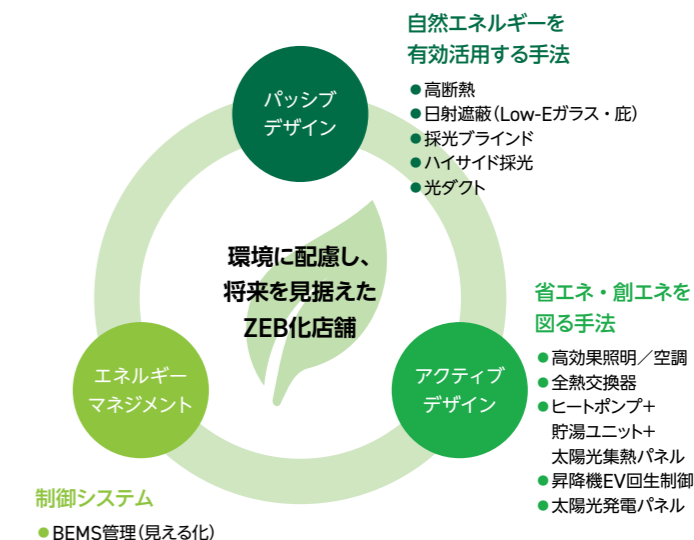 自然エネルギーを
有効活用する手法
●高断熱
●日射遮蔽(Low-Eガラス・庇)
●採光ブラインド
●ハイサイド採光
●光ダクト
パッシブ
デザイン
環境に配慮し、
将来を見据えた
ZEB化店舗
省エネ・創エネを
図る手法
●高効果照明／空調
●全熱交換器
●ヒートポンプ＋
貯湯ユニット＋
太陽光集熱パネル
●昇降機EV回生制御
●太陽光発電パネル
アクティブ
デザイン
エネルギー
マネジメント
制御システム
●BEMS管理(見える化)